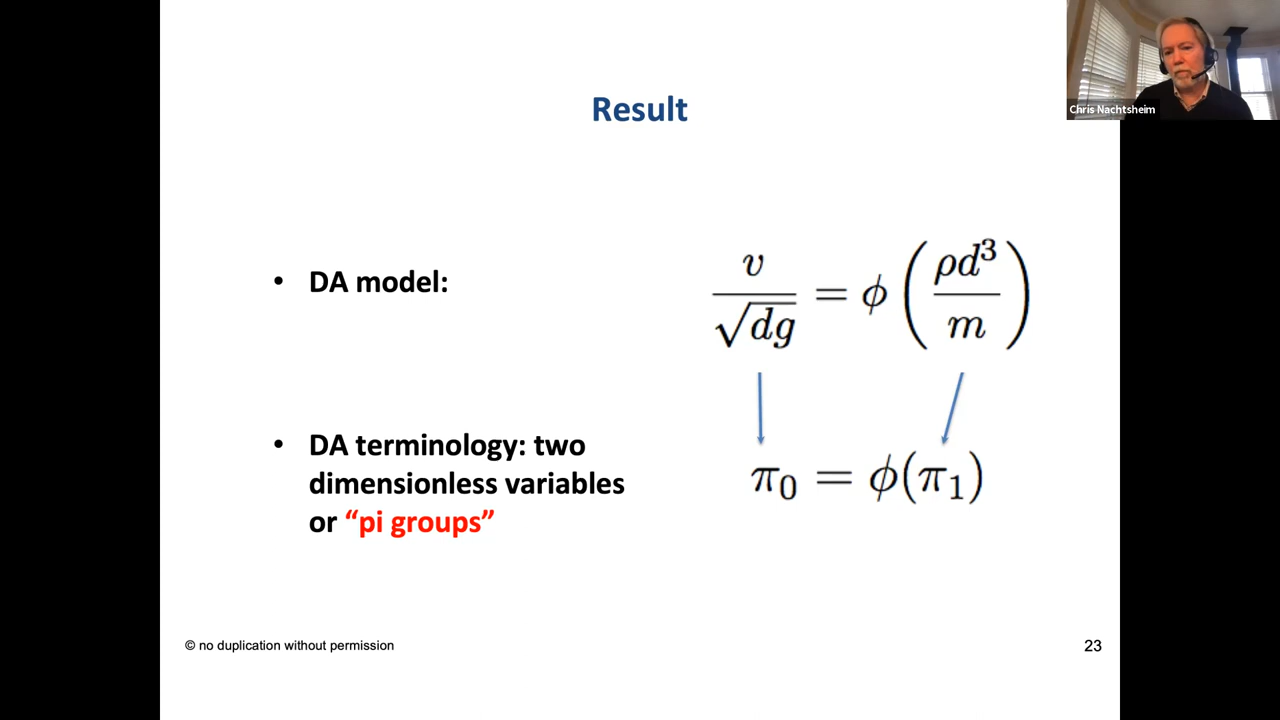 Chris Nachtsheim
Result
• DA model:
v / √dg = ϕ ( ρd³ / m )
• DA terminology: two
dimensionless variables
or “pi groups”
π₀ = ϕ(π₁)
© no duplication without permission
23